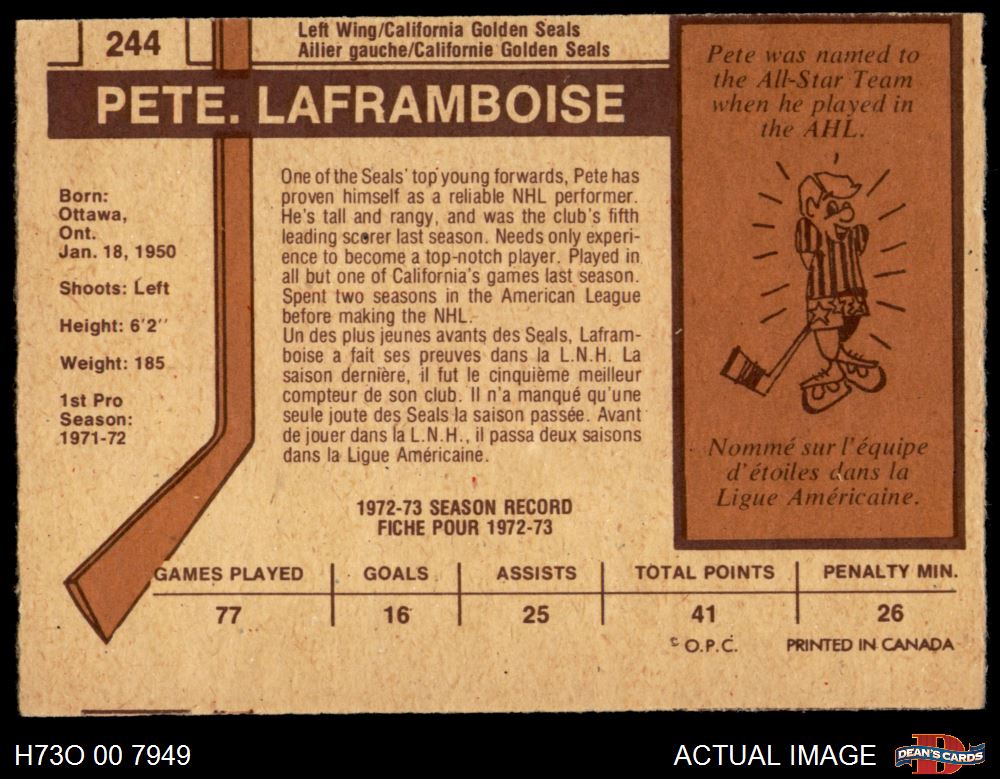 244
Left Wing/California Golden Seals
Ailier gauche/Californie Golden Seals
PETE. LAFRAMBOISE
Born:
Ottawa,
Ont.
Jan. 18, 1950
Shoots: Left
Height: 6'2''
Weight: 185
1st Pro
Season:
1971-72
One of the Seals' top young forwards, Pete has
proven himself as a reliable NHL performer.
He's tall and rangy, and was the club's fifth
leading scorer last season. Needs only experi-
ence to become a top-notch player. Played in
all but one of California's games last season.
Spent two seasons in the American League
before making the NHL.
Un des plus jeunes avants des Seals, Lafram-
boise a fait ses preuves dans la L.N.H. La
saison dernière, il fut le cinquième meilleur
compteur de son club. Il n'a manqué qu'une
seule joute des Seals la saison passée. Avant
de jouer dans la L.N.H., il passa deux saisons
dans la Ligue Américaine.
Pete was named to
the All-Star Team
when he played in
the AHL.
Nommé sur l'équipe
d'étoiles dans la
Ligue Américaine.
1972-73 SEASON RECORD
FICHE POUR 1972-73
GAMES PLAYED GOALS ASSISTS TOTAL POINTS PENALTY MIN.
77 16 25 41 26
© O.P.C. PRINTED IN CANADA
H73O 00 7949
ACTUAL IMAGE
DEAN'S CARDS